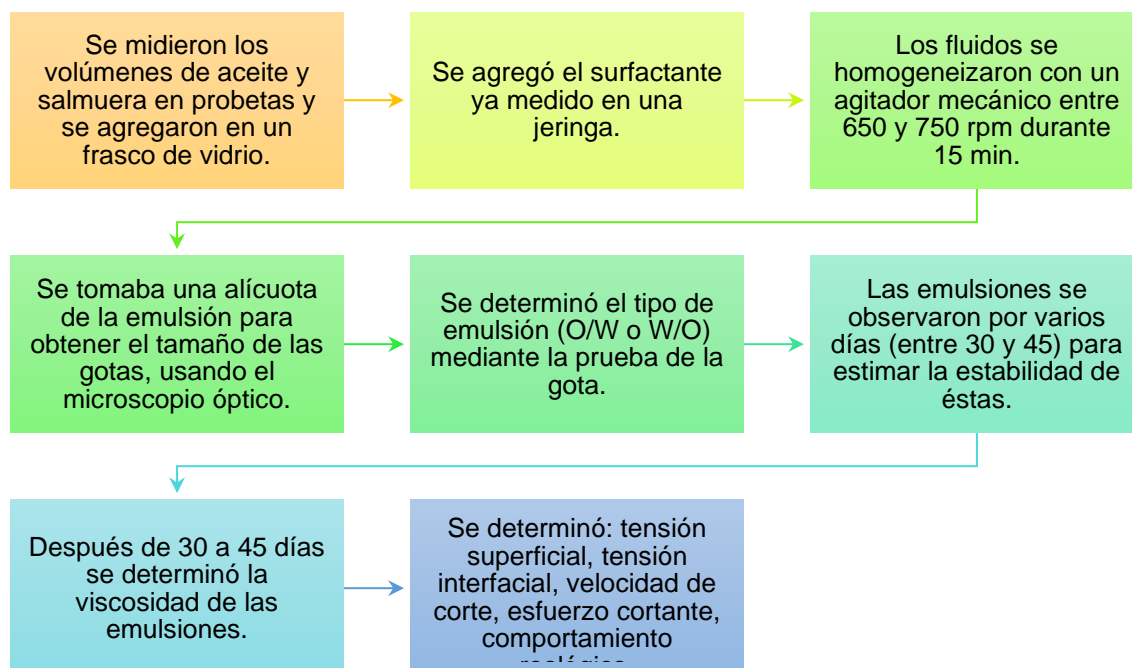 Se midieron los
volúmenes de aceite y
salmuera en probetas y
se agregaron en un
frasco de vidrio.
Se agregó el surfactante
ya medido en una
jeringa.
Los fluidos se
homogeneizaron con un
agitador mecánico entre
650 y 750 rpm durante
15 min.
Se tomaba una alícuota
de la emulsión para
obtener el tamaño de las
gotas, usando el
microscopio óptico.
Se determinó el tipo de
emulsión (O/W o W/O)
mediante la prueba de la
gota.
Las emulsiones se
observaron por varios
días (entre 30 y 45) para
estimar la estabilidad de
éstas.
Después de 30 a 45 días
se determinó la
viscosidad de las
emulsiones.
Se determinó: tensión
superficial, tensión
interfacial, velocidad de
corte, esfuerzo cortante,
comportamiento